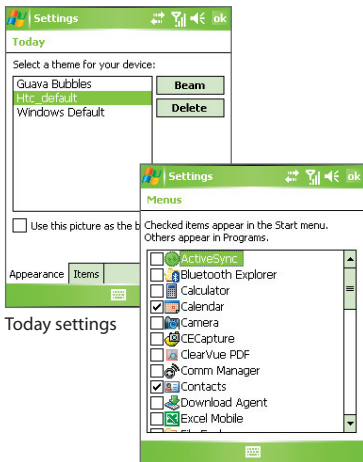 Settings
ok
Today
Select a theme for your device:
Guava Bubbles
Htc_default
Windows Default
Beam
Delete
Use this picture as the b
Appearance
Items
Today settings
Settings
ok
Menus
Checked items appear in the Start menu.
Others appear in Programs.
ActiveSync
Bluetooth Explorer
Calculator
Calendar
Camera
CECapture
ClearVue PDF
Comm Manager
Contacts
Download Agent
Excel Mobile